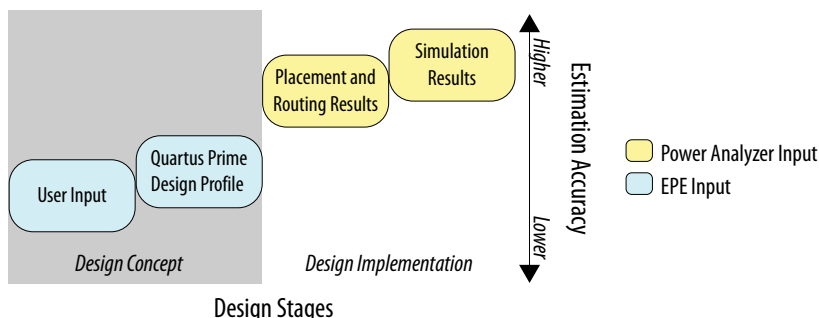 Simulation
Results
Placement and
Routing Results
Quartus Prime
Design Profile
User Input
Design Concept
Design Implementation
Design Stages
Higher
Lower
Estimation Accuracy
Power Analyzer Input
EPE Input